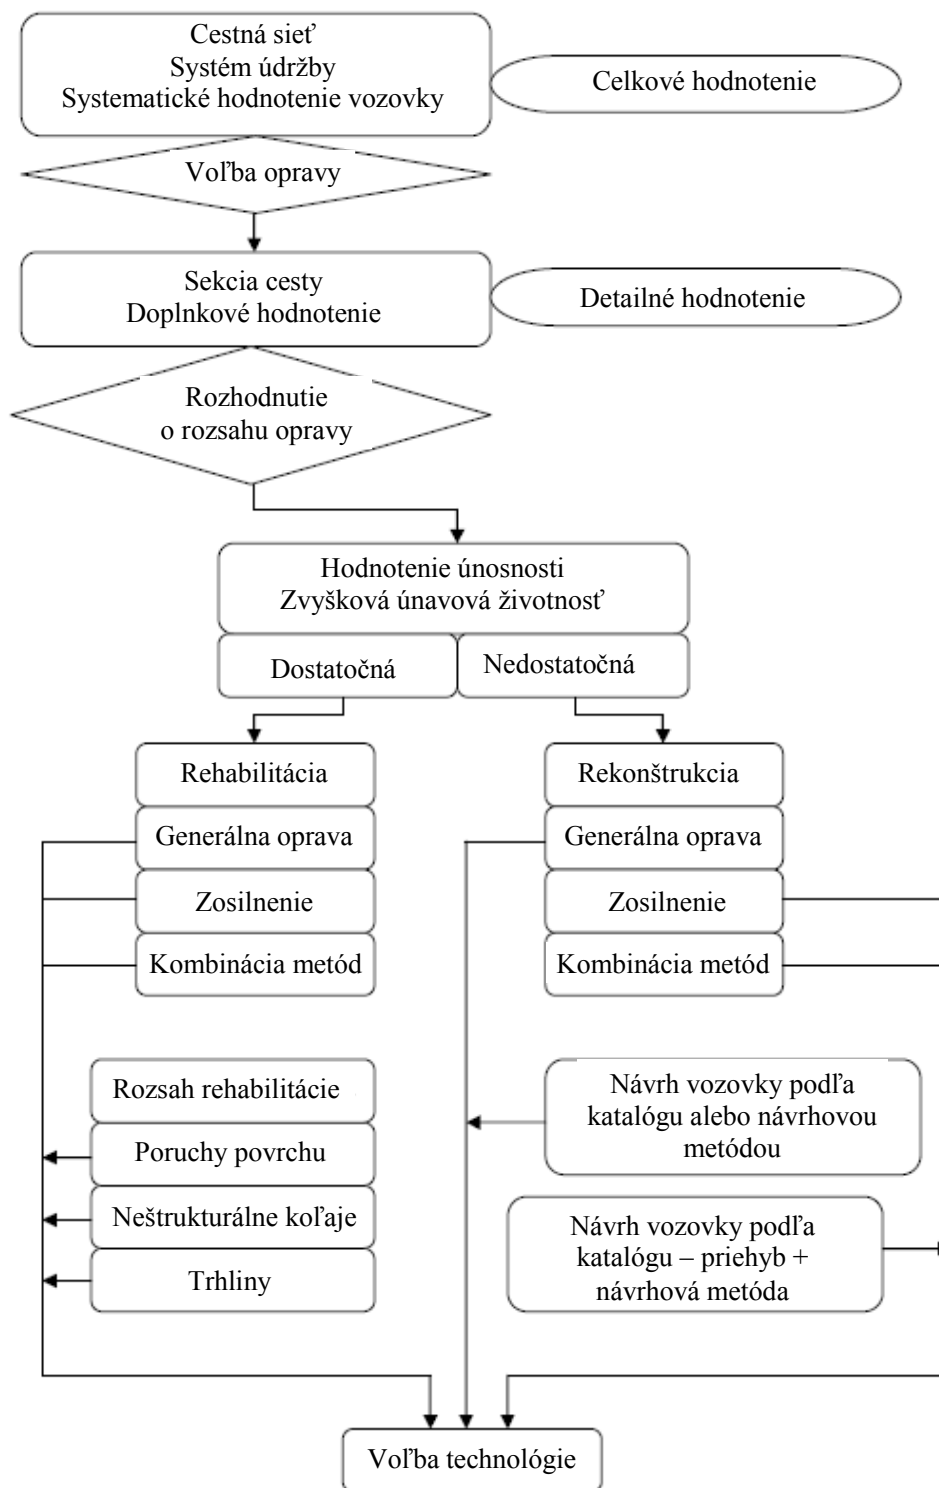 Cestná sieť
Systém údržby
Systematické hodnotenie vozovky
Celkové hodnotenie
Voľba opravy
Sekcia cesty
Doplnkové hodnotenie
Detailné hodnotenie
Rozhodnutie
o rozsahu opravy
Hodnotenie únosnosti
Zvyšková únavová životnosť
Dostatočná
Nedostatočná
Rehabilitácia
Generálna oprava
Zosilnenie
Kombinácia metód
Rekonštrukcia
Generálna oprava
Zosilnenie
Kombinácia metód
Rozsah rehabilitácie
Poruchy povrchu
Neštrukturálne koľaje
Trhliny
Návrh vozovky podľa
katalógu alebo návrhovou
metódou
Návrh vozovky podľa
katalógu – priehyb +
návrhová metóda
Voľba technológie